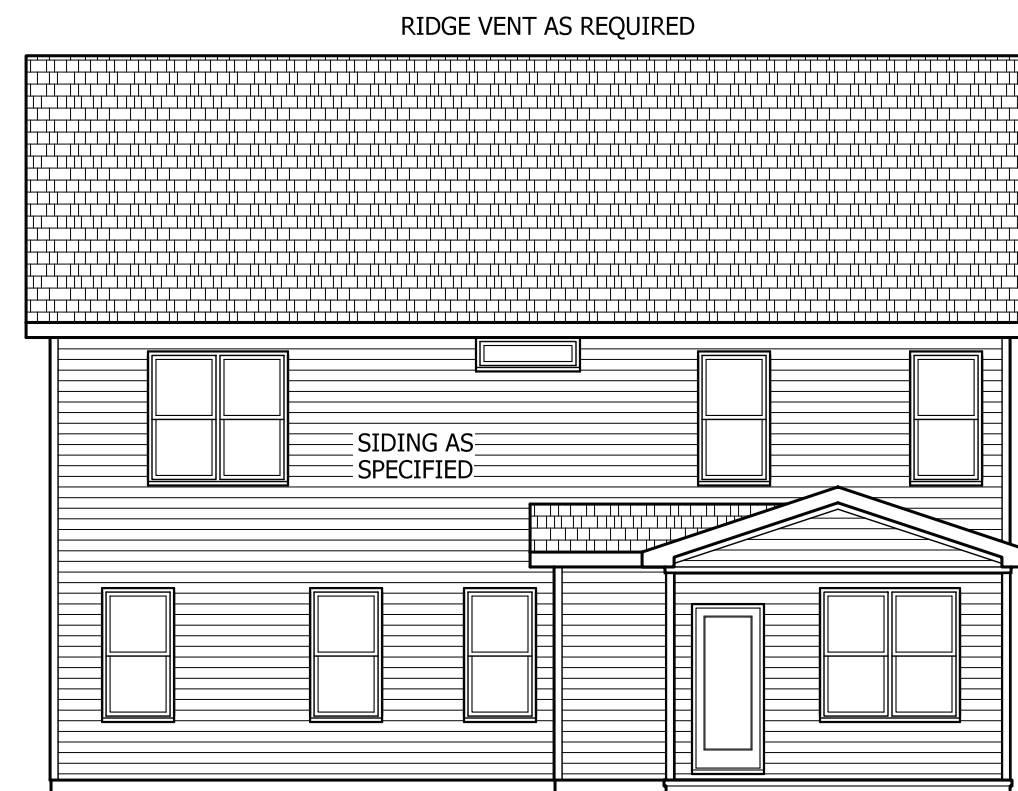 RIDGE VENT AS REQUIRED
SIDING AS
SPECIFIED